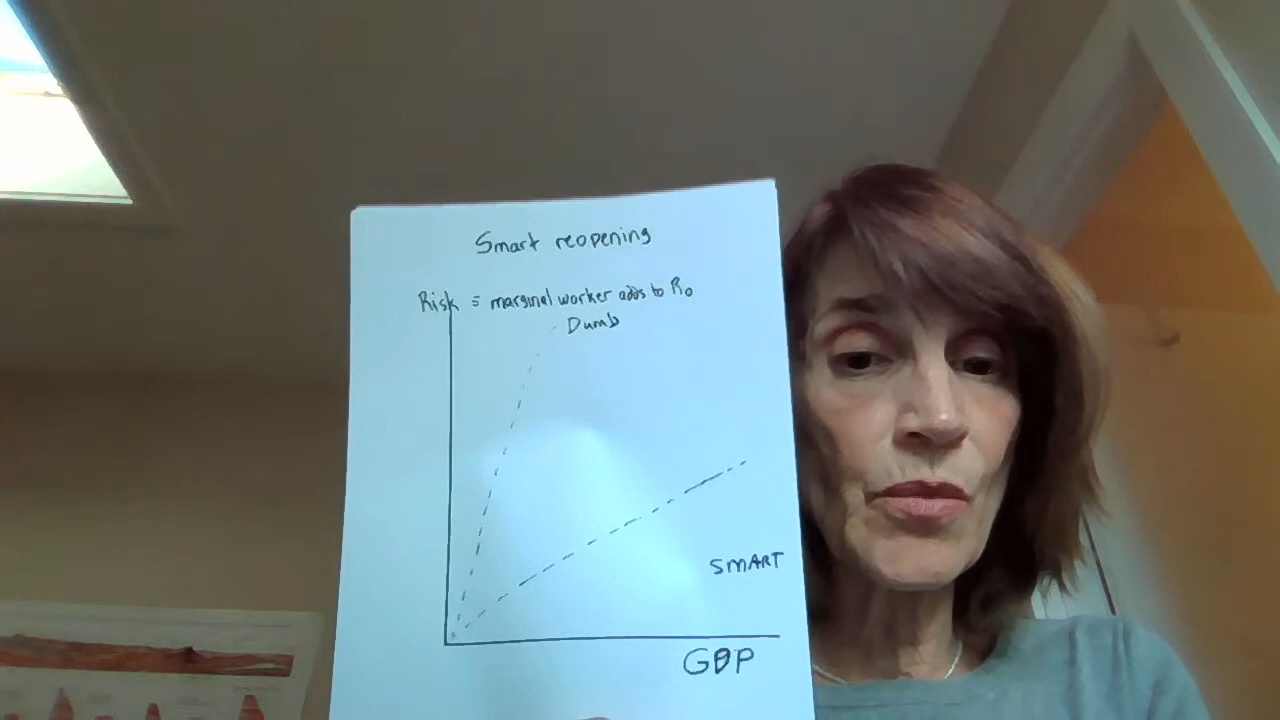 Smart reopening
Risk = marginal worker adds to R0
Dumb
SMART
GDP